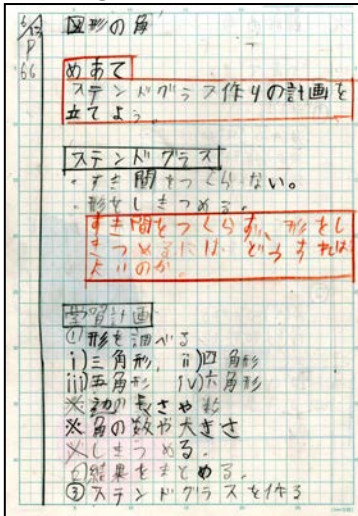 6/13
P
66
図形の角
めあて
ステンドグラス作りの計画を
立てよう。
ステンドグラス
・すき間をつくらない。
・形をしきつめる。
すき間をつくらず、形をし
きつめるには、どうすれば
よいのか。
学習計画
①形を調べる
i)三角形、ii)四角形
iii)五角形 iv)六角形
※辺の長さや数
※角の数や大きさ
※しきつめる。
②結果をまとめる。
③ステンドグラスを作る